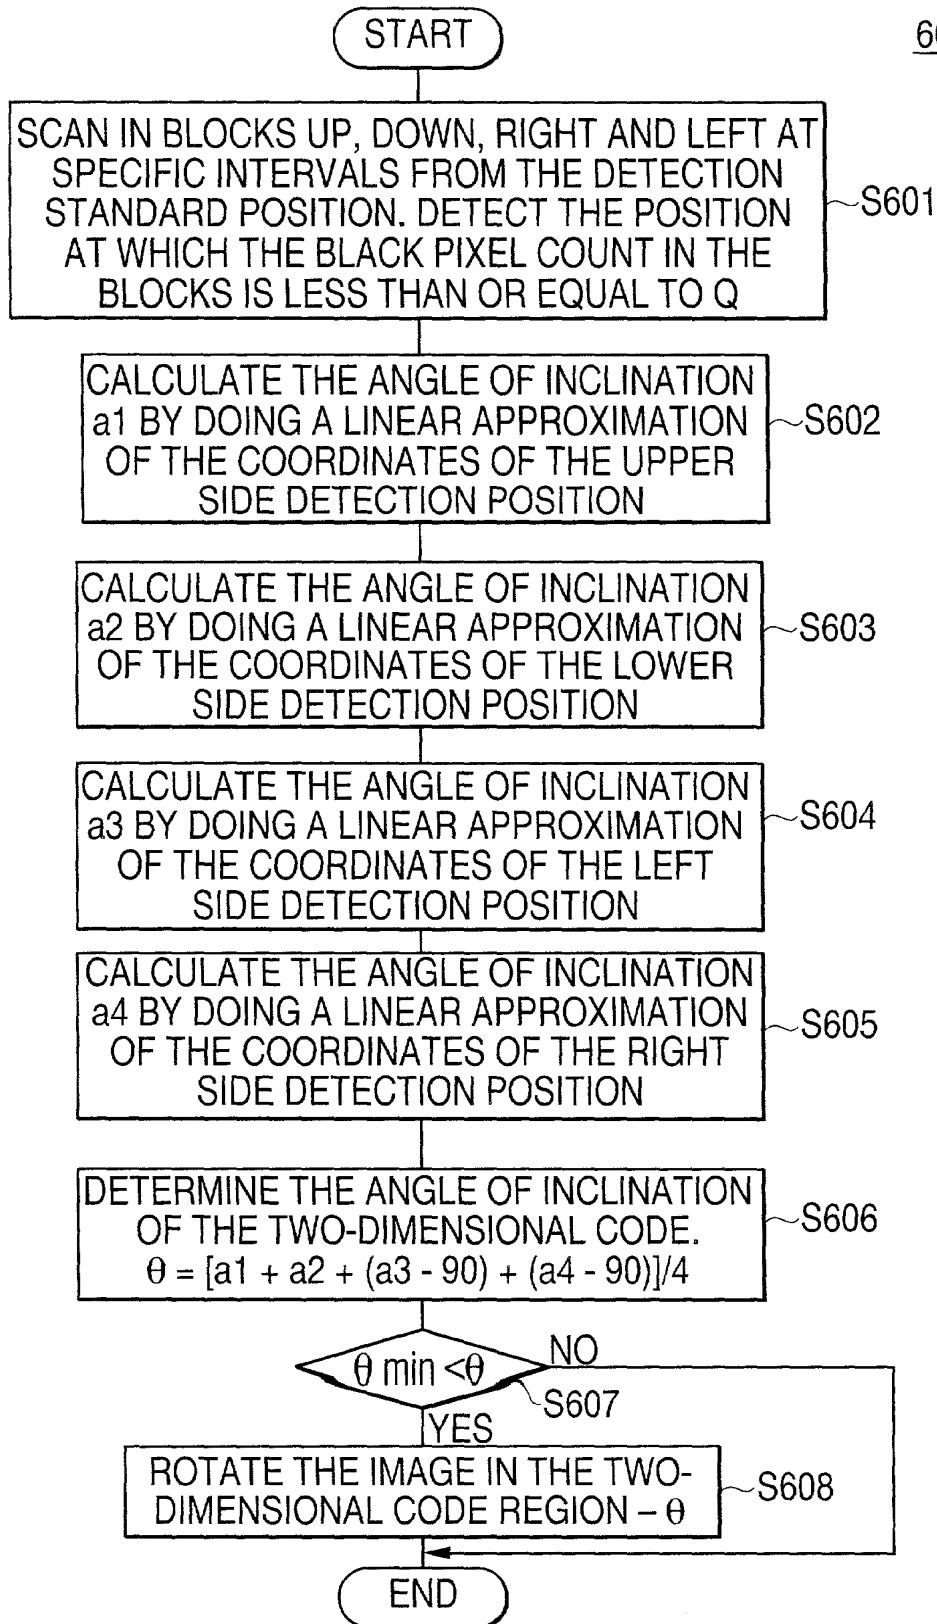 START
SCAN IN BLOCKS UP, DOWN, RIGHT AND LEFT AT
SPECIFIC INTERVALS FROM THE DETECTION
STANDARD POSITION. DETECT THE POSITION
AT WHICH THE BLACK PIXEL COUNT IN THE
BLOCKS IS LESS THAN OR EQUAL TO Q
S601
CALCULATE THE ANGLE OF INCLINATION
a1 BY DOING A LINEAR APPROXIMATION
OF THE COORDINATES OF THE UPPER
SIDE DETECTION POSITION
S602
CALCULATE THE ANGLE OF INCLINATION
a2 BY DOING A LINEAR APPROXIMATION
OF THE COORDINATES OF THE LOWER
SIDE DETECTION POSITION
S603
CALCULATE THE ANGLE OF INCLINATION
a3 BY DOING A LINEAR APPROXIMATION
OF THE COORDINATES OF THE LEFT
SIDE DETECTION POSITION
S604
CALCULATE THE ANGLE OF INCLINATION
a4 BY DOING A LINEAR APPROXIMATION
OF THE COORDINATES OF THE RIGHT
SIDE DETECTION POSITION
S605
DETERMINE THE ANGLE OF INCLINATION
OF THE TWO-DIMENSIONAL CODE.
θ = [a1 + a2 + (a3 - 90) + (a4 - 90)]/4
S606
θ min <θ
NO
S607
YES
ROTATE THE IMAGE IN THE TWO-
DIMENSIONAL CODE REGION – θ
S608
END